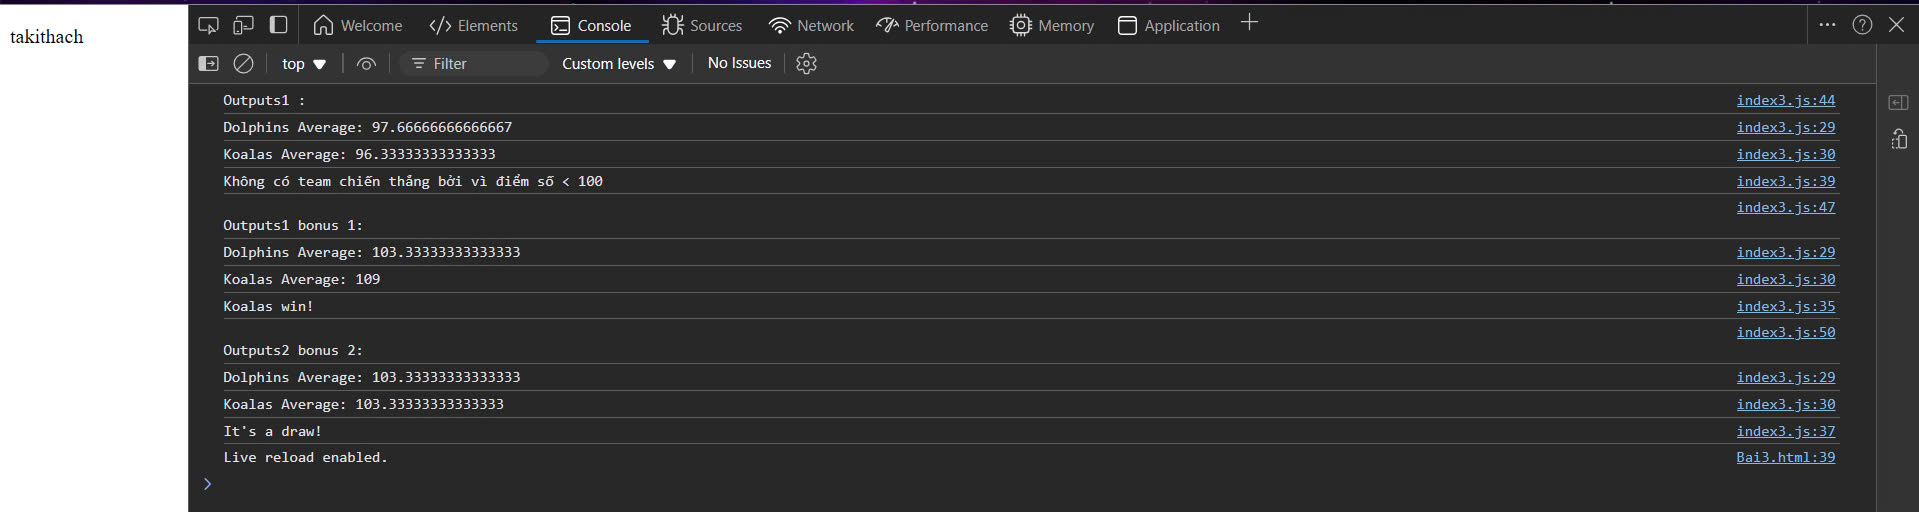 takithach
Welcome Elements Console Sources Network Performance Memory Application
top Filter Custom levels No Issues
Outputs1 : index3.js:44
Dolphins Average: 97.66666666666667 index3.js:29
Koalas Average: 96.33333333333333 index3.js:30
Không có team chiến thắng bởi vì điểm số < 100 index3.js:39
index3.js:47
Outputs1 bonus 1:
Dolphins Average: 103.33333333333333 index3.js:29
Koalas Average: 109 index3.js:30
Koalas win! index3.js:35
index3.js:50
Outputs2 bonus 2:
Dolphins Average: 103.33333333333333 index3.js:29
Koalas Average: 103.33333333333333 index3.js:30
It's a draw! index3.js:37
Live reload enabled. Bai3.html:39